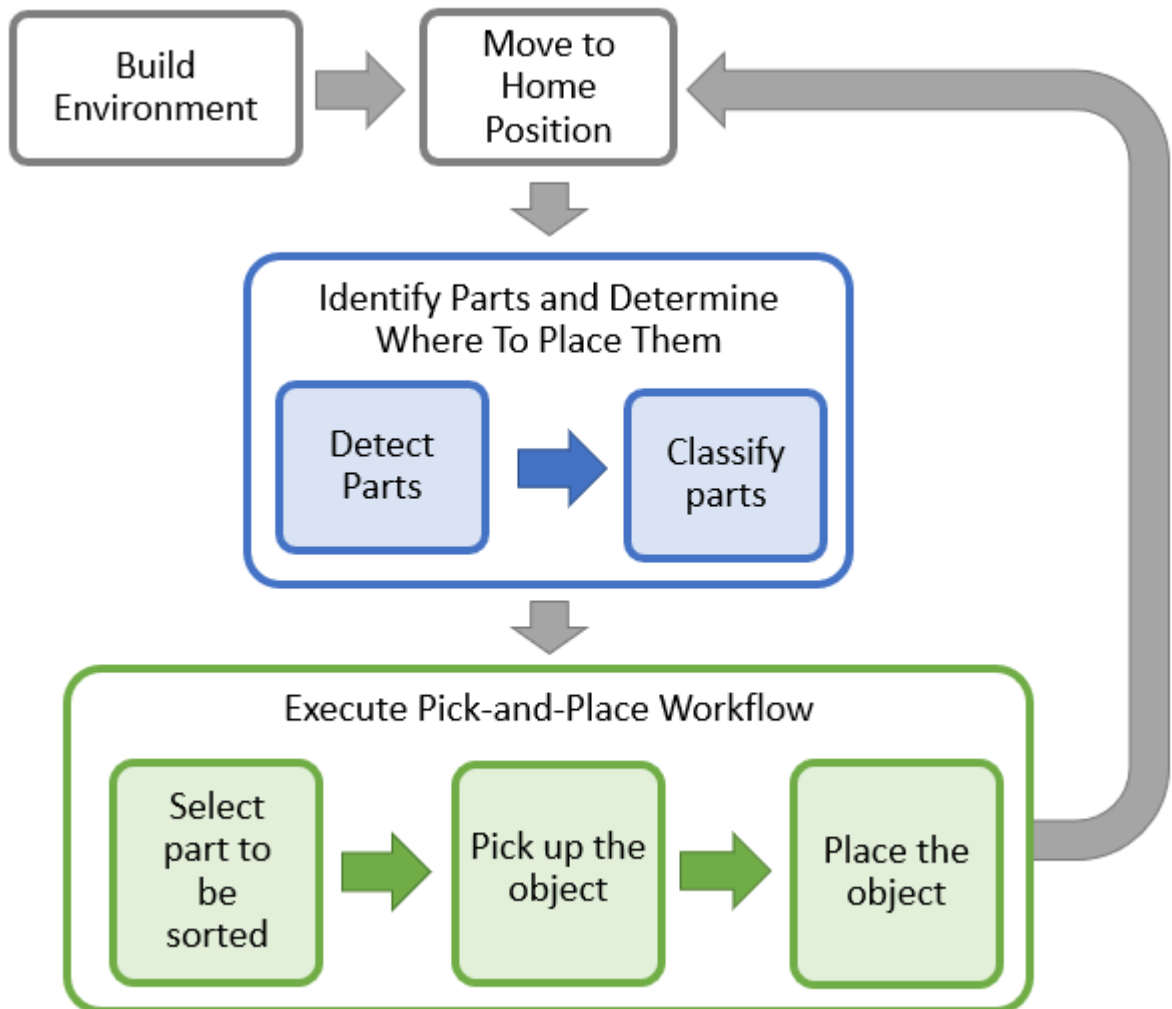 Build
Environment
Move to
Home
Position
Identify Parts and Determine
Where To Place Them
Detect
Parts
Classify
parts
Execute Pick-and-Place Workflow
Select
part to
be
sorted
Pick up the
object
Place the
object